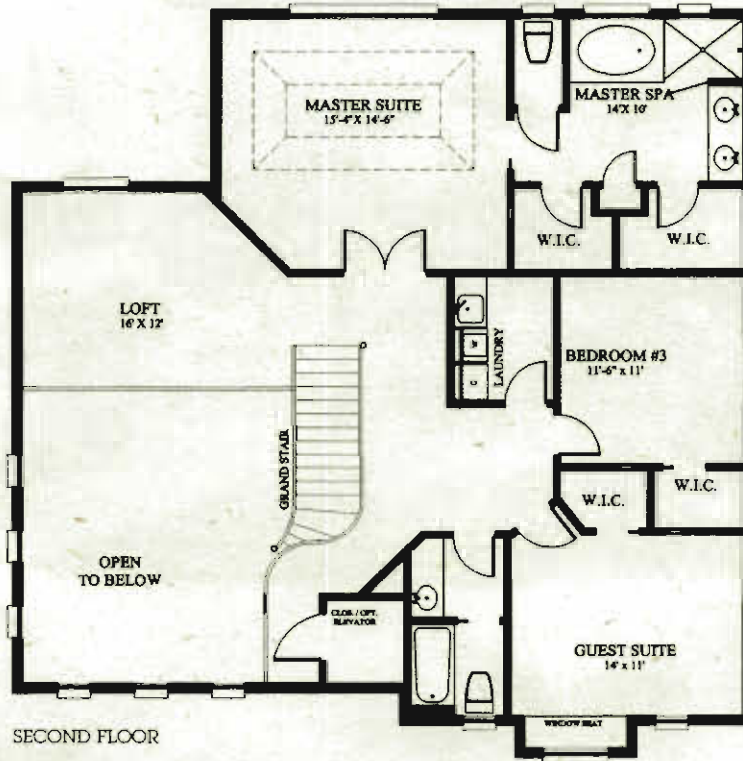 MASTER SUITE
15'-4" X 14'-6"
MASTER SPA
14' X 10'
W.I.C.
W.I.C.
LOFT
16' X 12'
W
LAUNDRY
BEDROOM #3
11'-6" x 11'
GRAND STAIR
W.I.C.
W.I.C.
OPEN
TO BELOW
CLOS. / OPT.
ELEVATOR
GUEST SUITE
14' x 11'
WINDOW SEAT
SECOND FLOOR